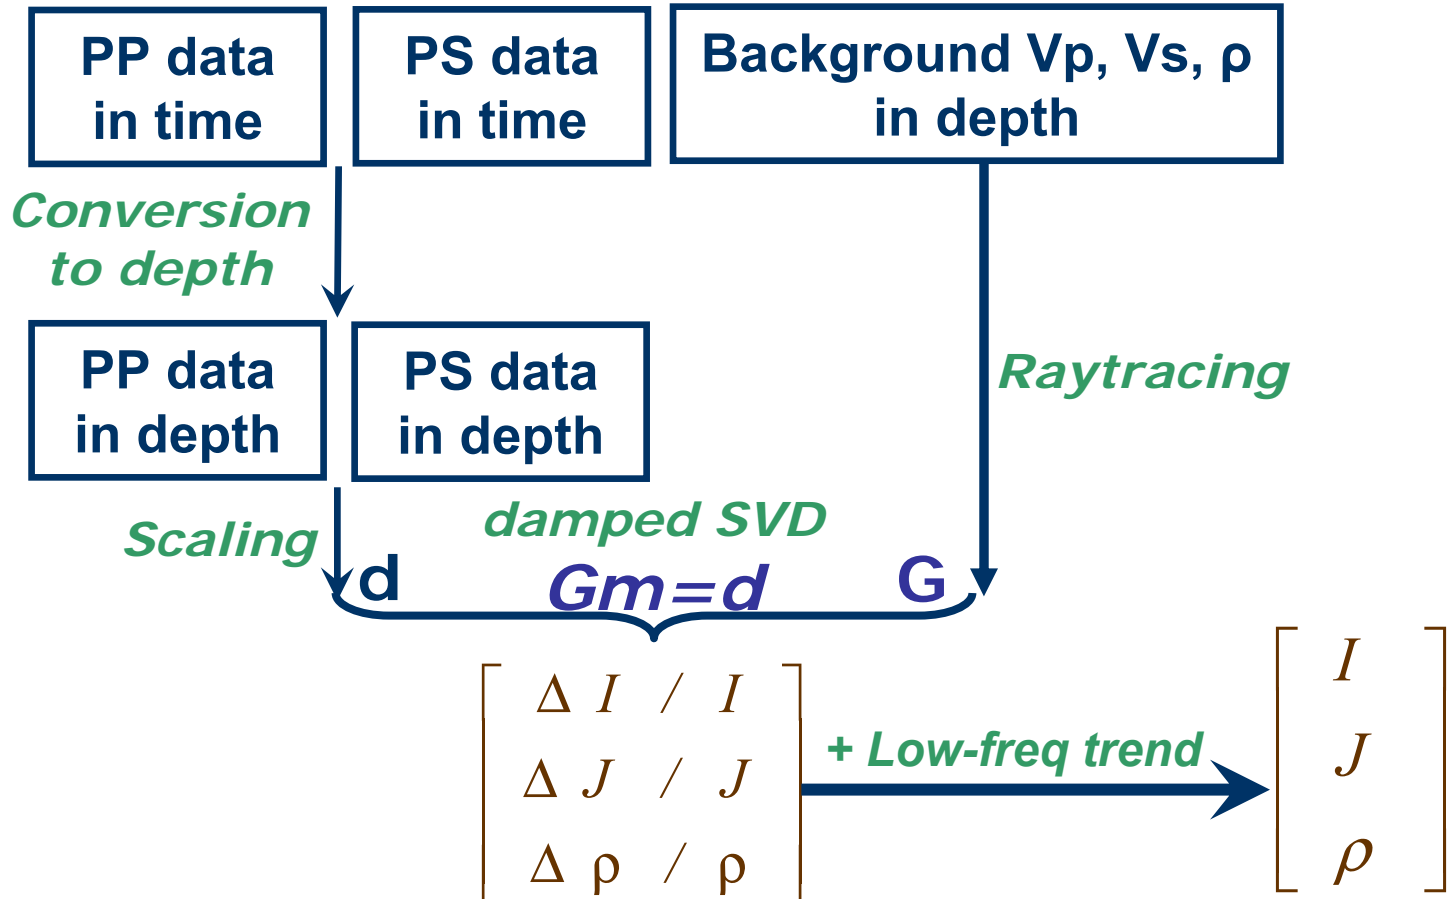 PP data
in time
PS data
in time
Background Vp, Vs, ρ
in depth
Conversion
to depth
PP data
in depth
PS data
in depth
Raytracing
Scaling
damped SVD
d
Gm=d
G
Δ I / I
Δ J / J
Δ ρ / ρ
+ Low-freq trend
I
J
ρ